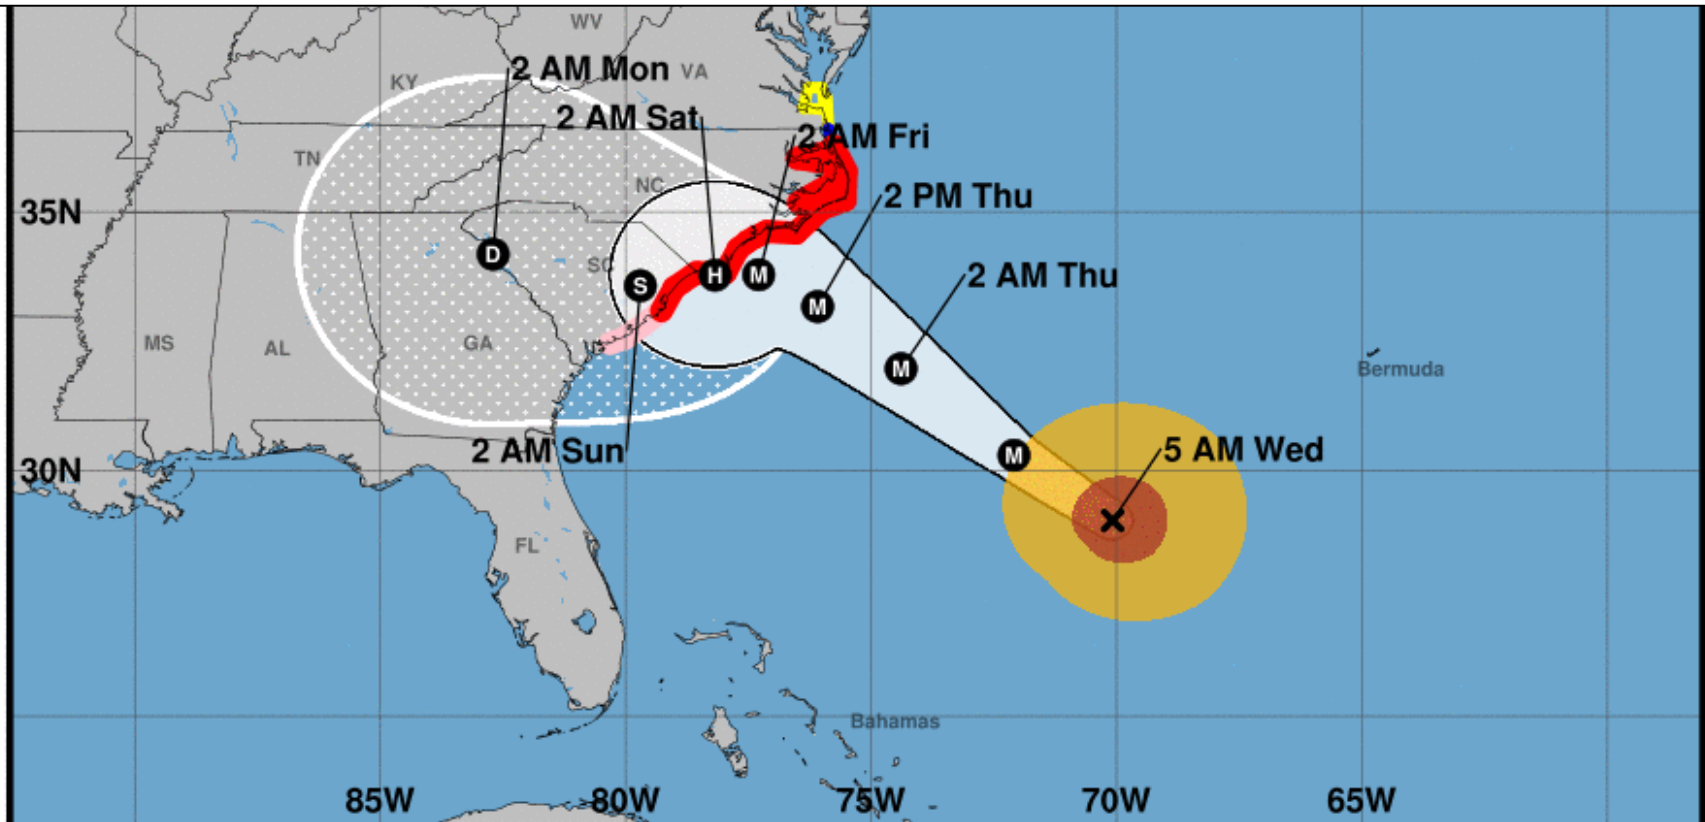 WV
2 AM Mon
VA
KY
2 AM Sat
2 AM Fri
TN
NC
2 PM Thu
35N
D
SC
S
H
M
2 AM Thu
M
MS
AL
GA
M
Bermuda
2 AM Sun
M
5 AM Wed
30N
FL
Bahamas
85W
80W
75W
70W
65W